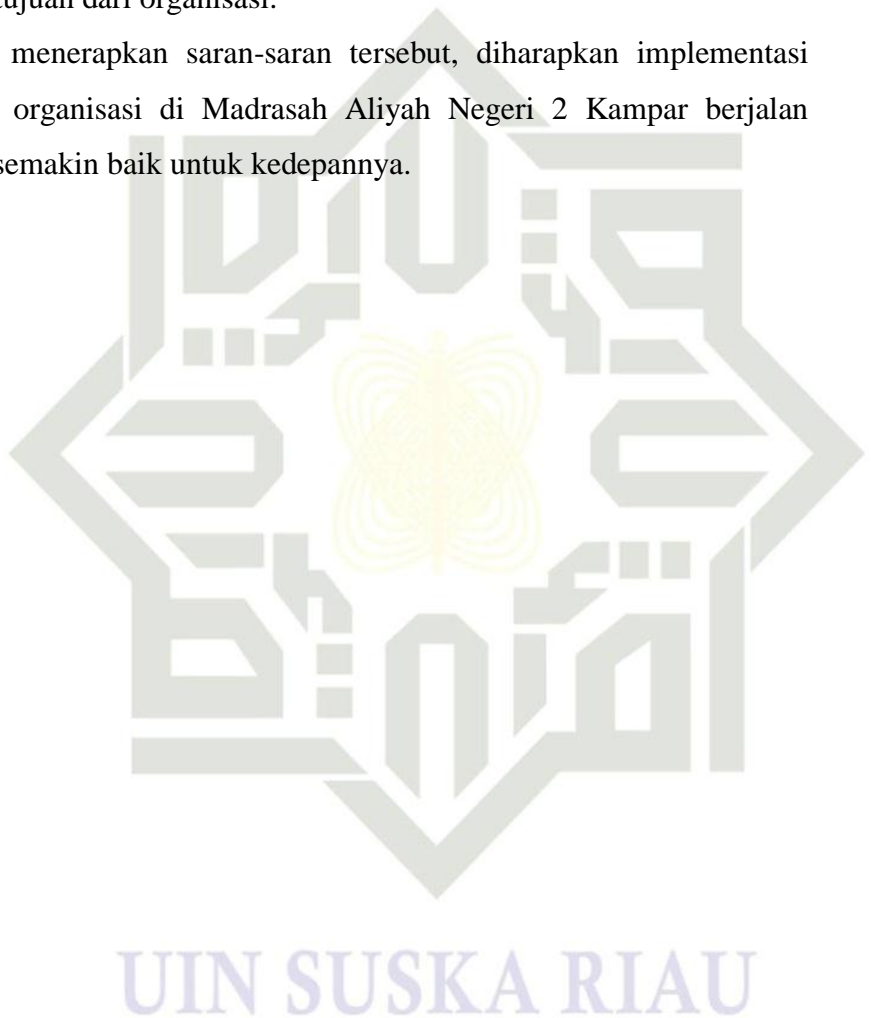 tujuan dari organisasi.
menerapkan saran-saran tersebut, diharapkan implementasi
organisasi di Madrasah Aliyah Negeri 2 Kampar berjalan
semakin baik untuk kedepannya.
UIN SUSKA RIAU